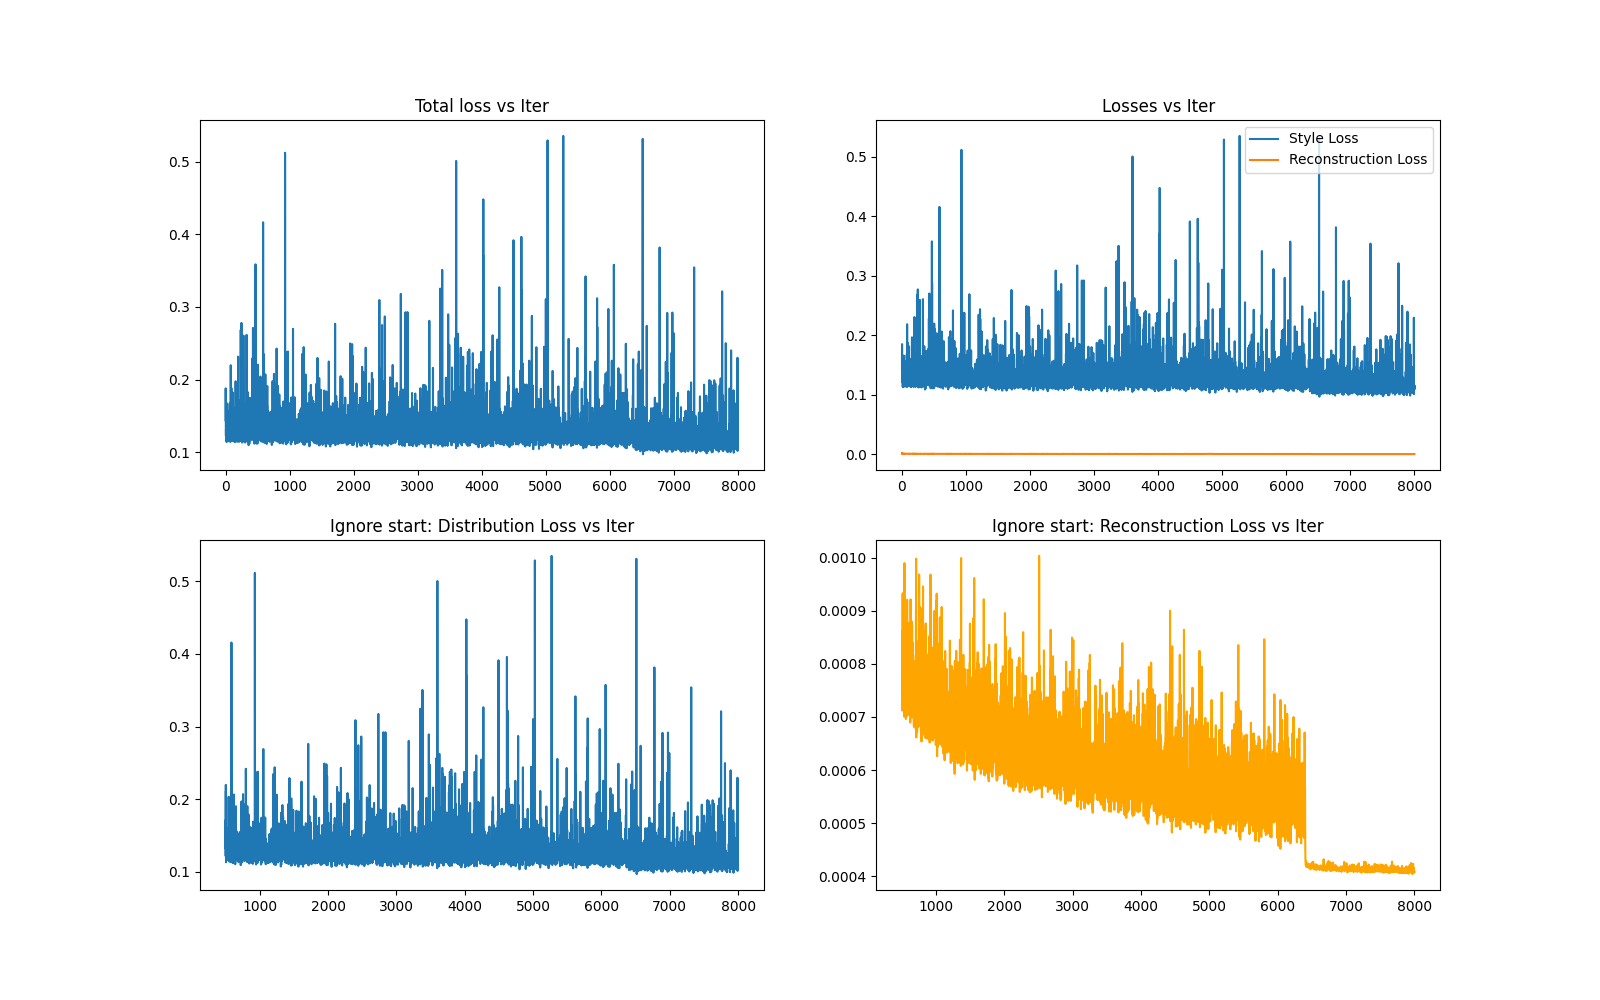 Total loss vs Iter
0.5
0.4
0.3
0.2
0.1
0 1000 2000 3000 4000 5000 6000 7000 8000
Losses vs Iter
Style Loss
Reconstruction Loss
0.5
0.4
0.3
0.2
0.1
0.0
0 1000 2000 3000 4000 5000 6000 7000 8000
Ignore start: Distribution Loss vs Iter
0.5
0.4
0.3
0.2
0.1
1000 2000 3000 4000 5000 6000 7000 8000
Ignore start: Reconstruction Loss vs Iter
0.0010
0.0009
0.0008
0.0007
0.0006
0.0005
0.0004
1000 2000 3000 4000 5000 6000 7000 8000